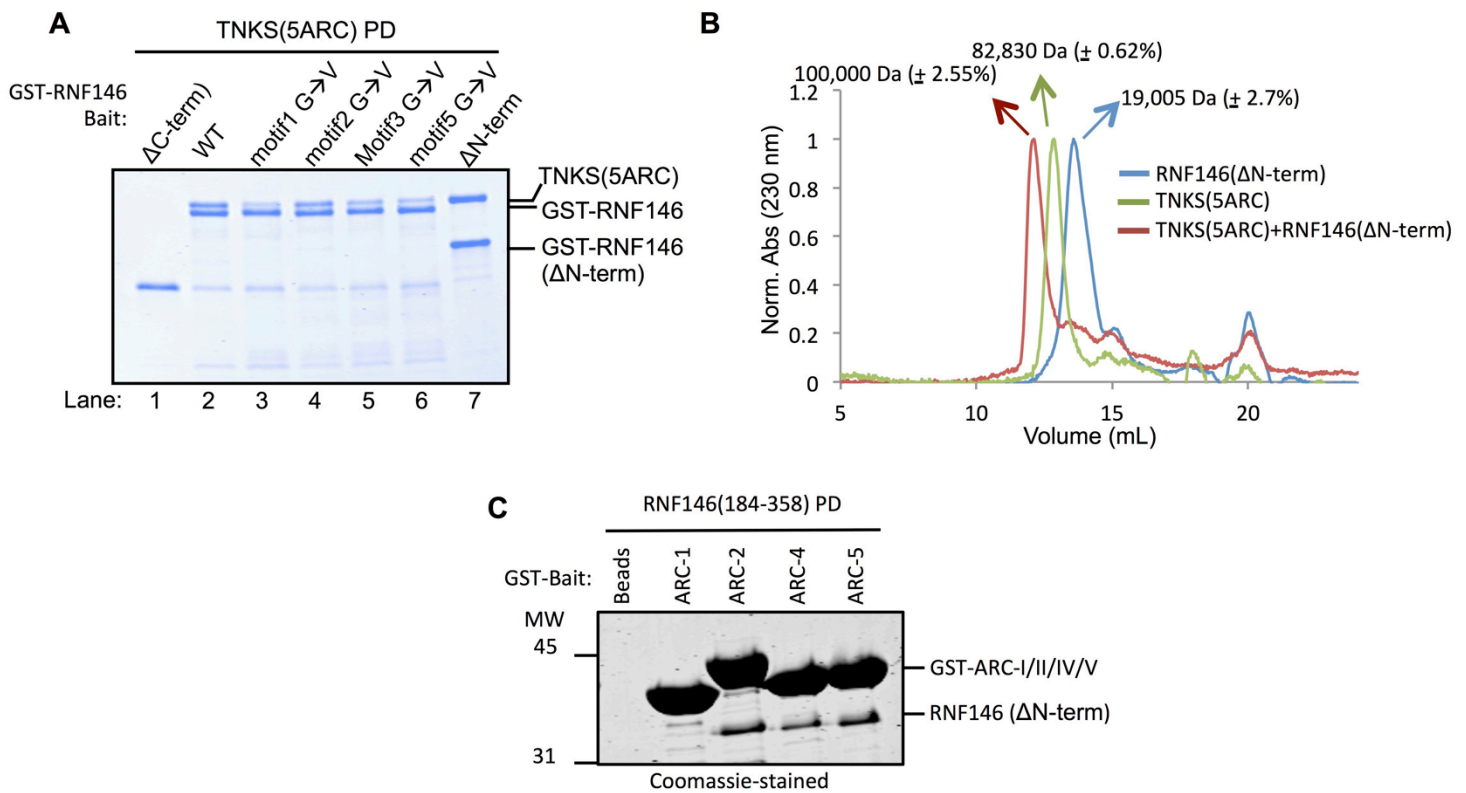 A
TNKS(5ARC) PD
GST-RNF146
Bait:
ΔC-term)
WT
motif1 G→V
motif2 G→V
Motif3 G→V
motif5 G→V
ΔN-term
TNKS(5ARC)
GST-RNF146
GST-RNF146
(ΔN-term)
Lane: 1 2 3 4 5 6 7
B
82,830 Da (± 0.62%)
100,000 Da (± 2.55%)
19,005 Da (± 2.7%)
Norm. Abs (230 nm)
1.2
1
0.8
0.6
0.4
0.2
0
RNF146(ΔN-term)
TNKS(5ARC)
TNKS(5ARC)+RNF146(ΔN-term)
5 10 15 20
Volume (mL)
C
RNF146(184-358) PD
GST-Bait:
Beads
ARC-1
ARC-2
ARC-4
ARC-5
MW
45
31
GST-ARC-I/II/IV/V
RNF146 (ΔN-term)
Coomassie-stained